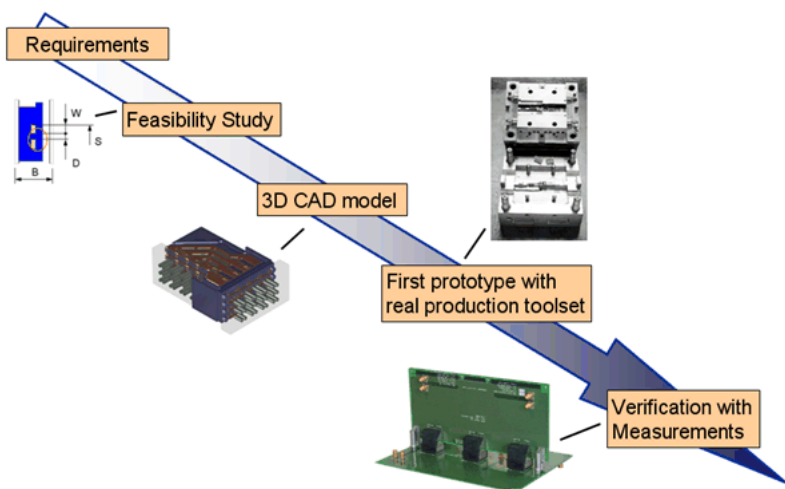 Requirements
W
Feasibility Study
S
D
B
3D CAD model
First prototype with
real production toolset
Verification with
Measurements